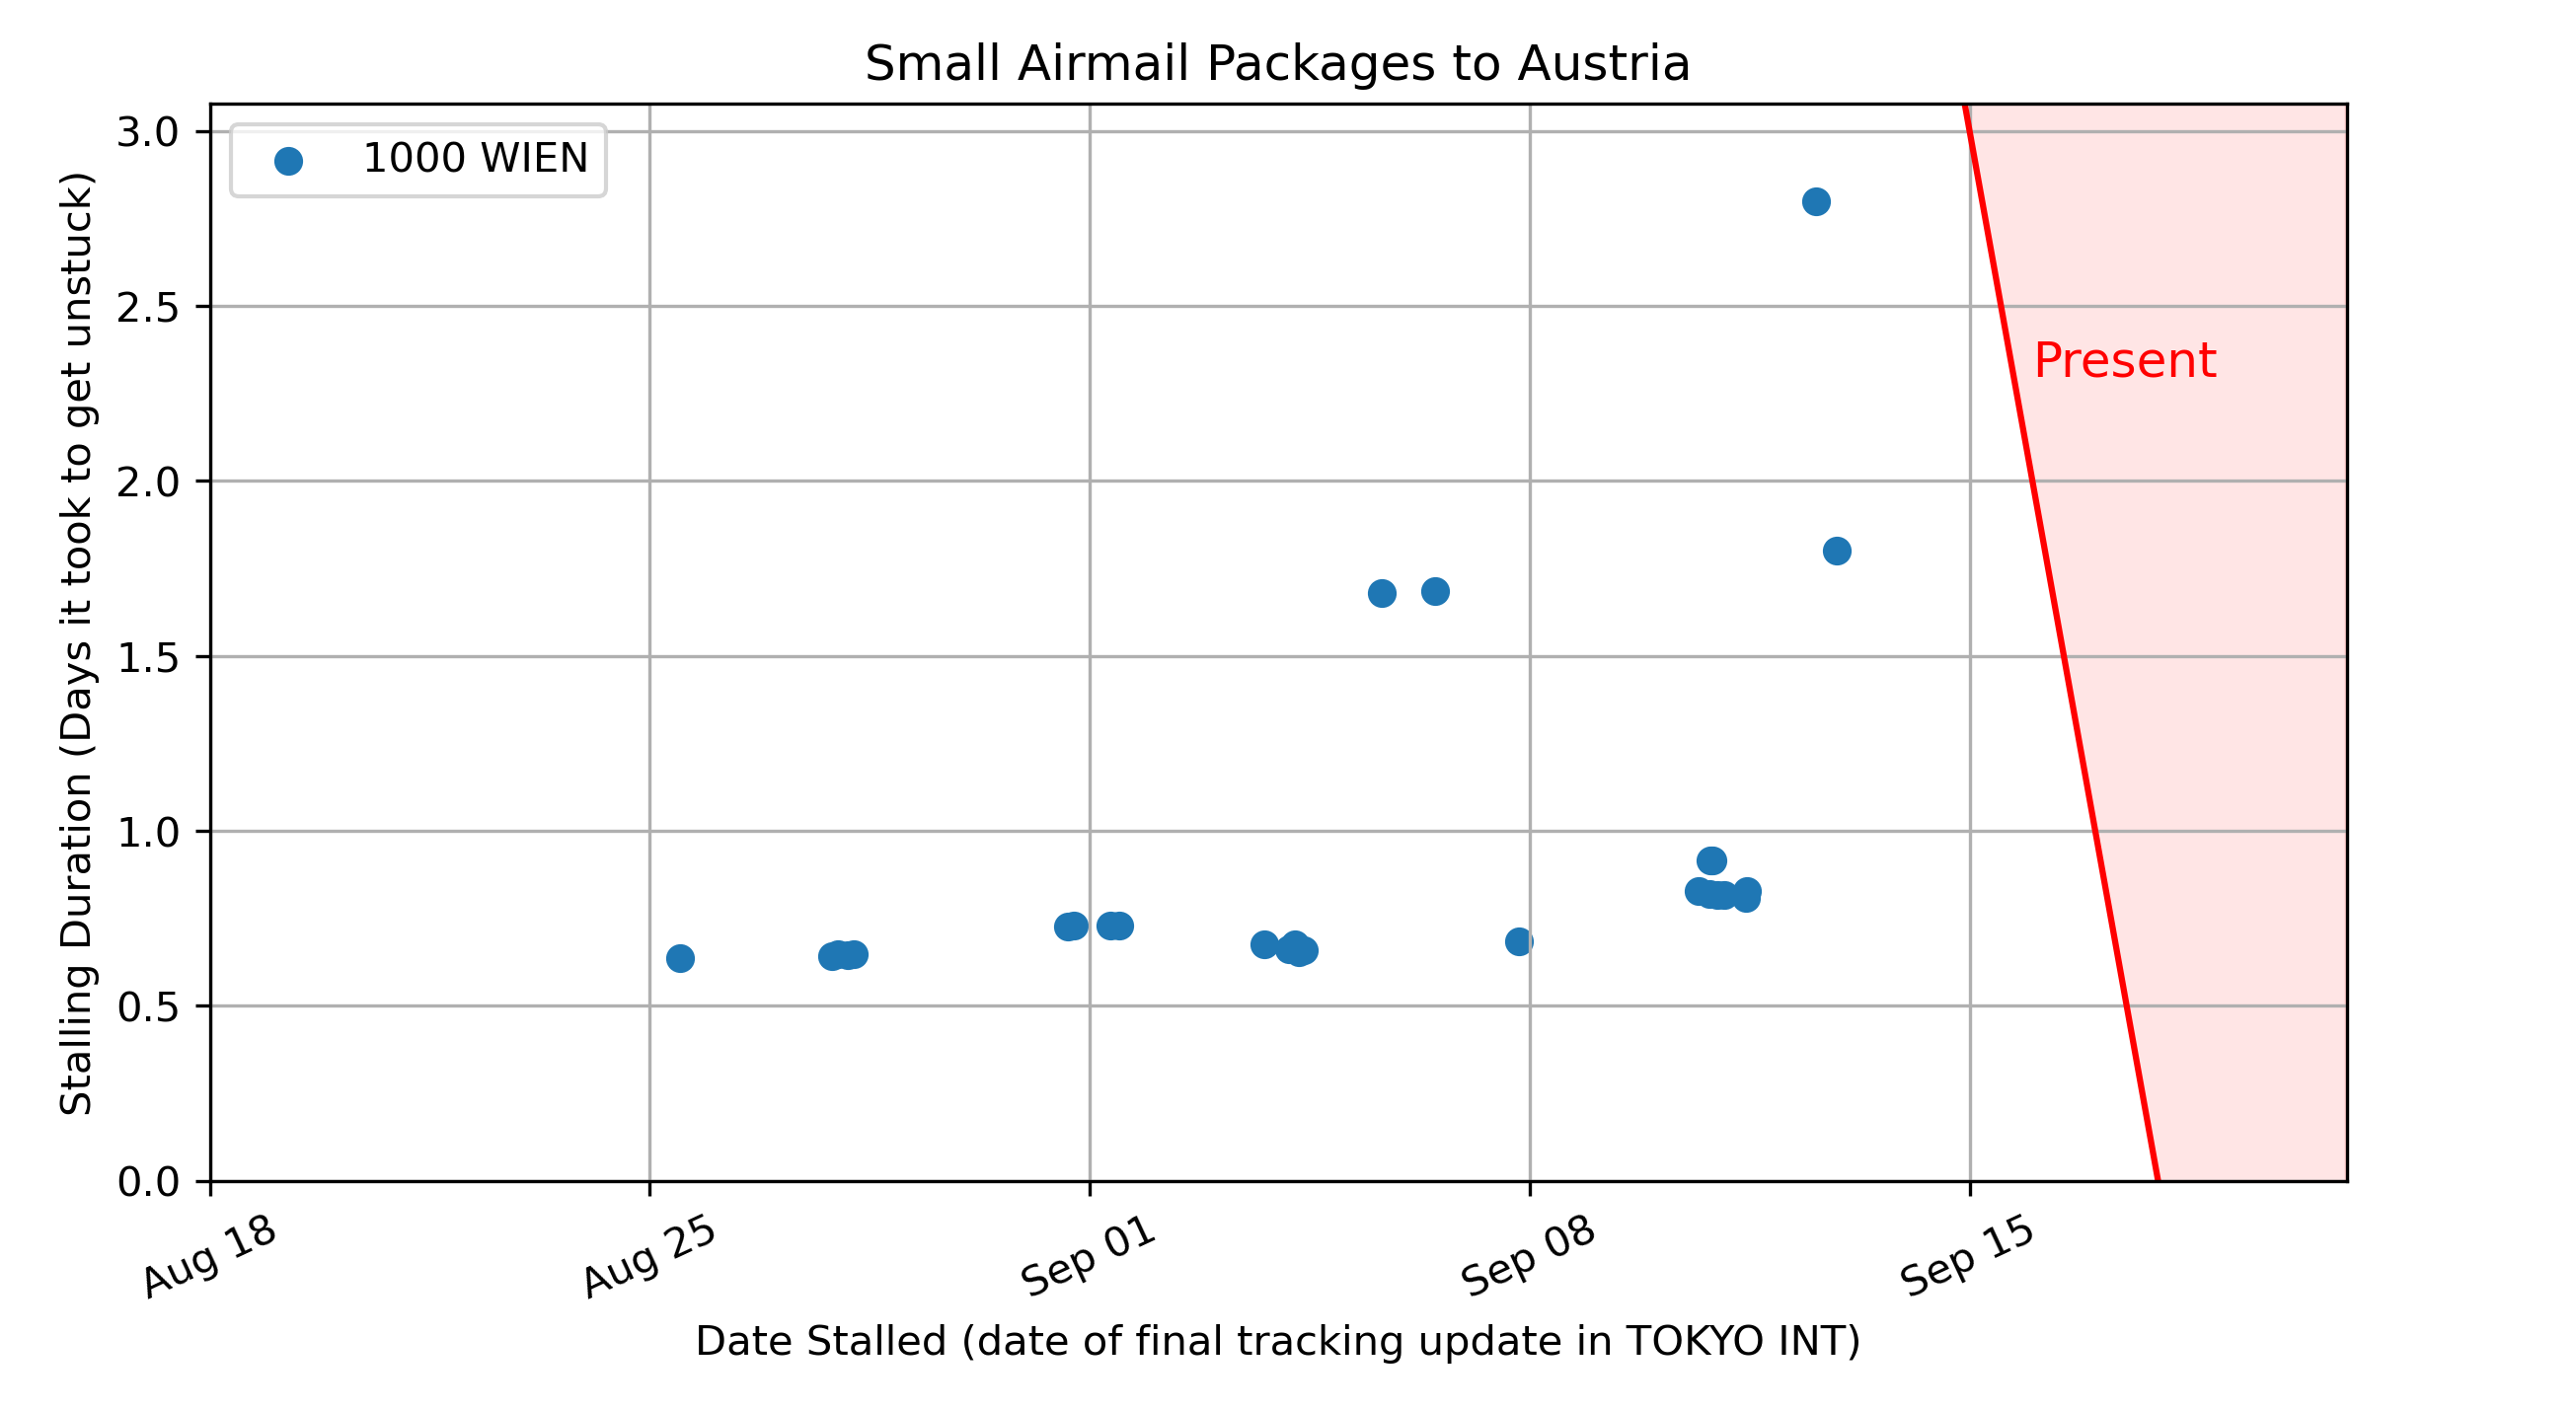 Small Airmail Packages to Austria
1000 WIEN
Present
Stalling Duration (Days it took to get unstuck)
3.0
2.5
2.0
1.5
1.0
0.5
0.0
Aug 18
Aug 25
Sep 01
Sep 08
Sep 15
Date Stalled (date of final tracking update in TOKYO INT)